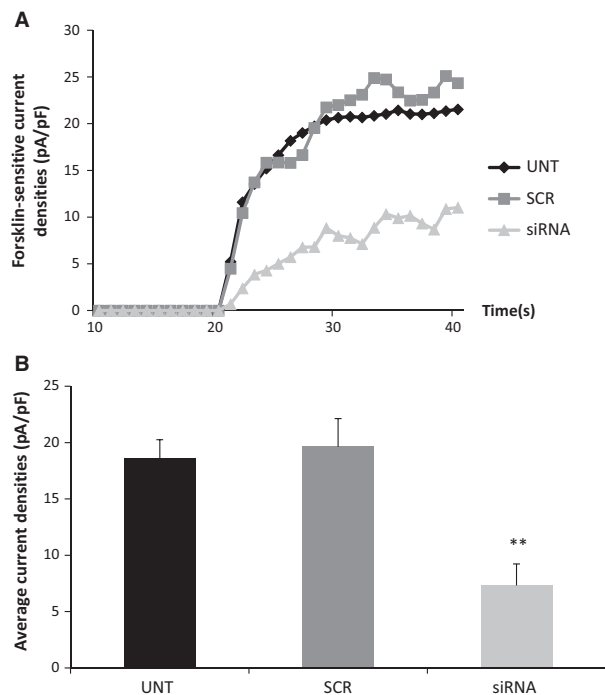 A
Forsklin-sensitive current
densities (pA/pF)
30
25
20
15
10
5
0
10
20
30
40
Time(s)
UNT
SCR
siRNA
B
Average current densities (pA/pF)
25
20
15
10
5
0
**
UNT
SCR
siRNA